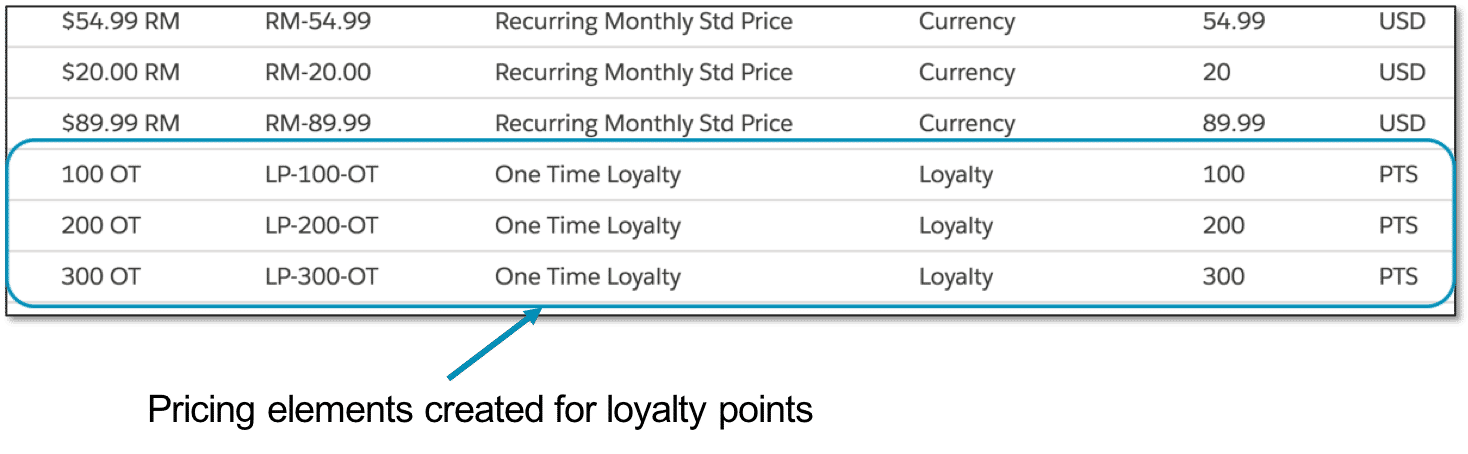 $54.99 RM RM-54.99 Recurring Monthly Std Price Currency 54.99 USD
$20.00 RM RM-20.00 Recurring Monthly Std Price Currency 20 USD
$89.99 RM RM-89.99 Recurring Monthly Std Price Currency 89.99 USD
100 OT LP-100-OT One Time Loyalty Loyalty 100 PTS
200 OT LP-200-OT One Time Loyalty Loyalty 200 PTS
300 OT LP-300-OT One Time Loyalty Loyalty 300 PTS
Pricing elements created for loyalty points